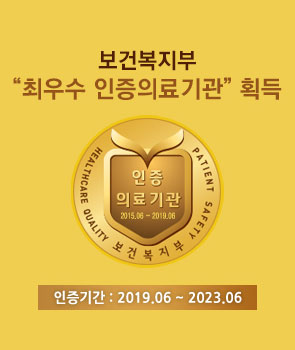 보건복지부
“최우수 인증의료기관” 획득
HEALTHCARE QUALITY
PATIENT SAFETY
인증
의료기관
2015.06 ~ 2019.06
보건복지부
인증기간 : 2019.06 ~ 2023.06